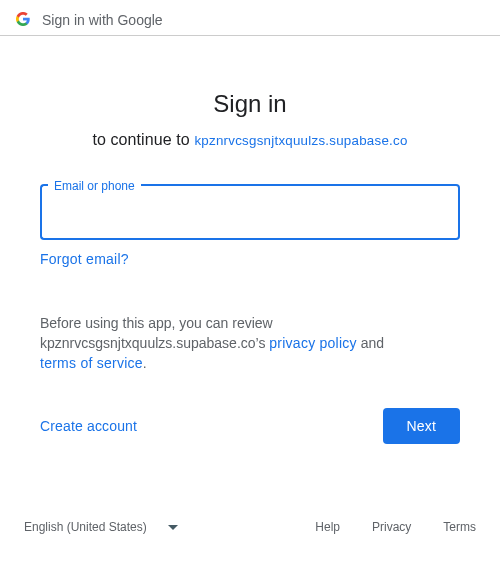 Sign in with Google
Sign in
to continue to kpznrvcsgsnjtxquulzs.supabase.co
Email or phone
Forgot email?
Before using this app, you can review
kpznrvcsgsnjtxquulzs.supabase.co's privacy policy and
terms of service.
Create account
Next
English (United States)
Help
Privacy
Terms